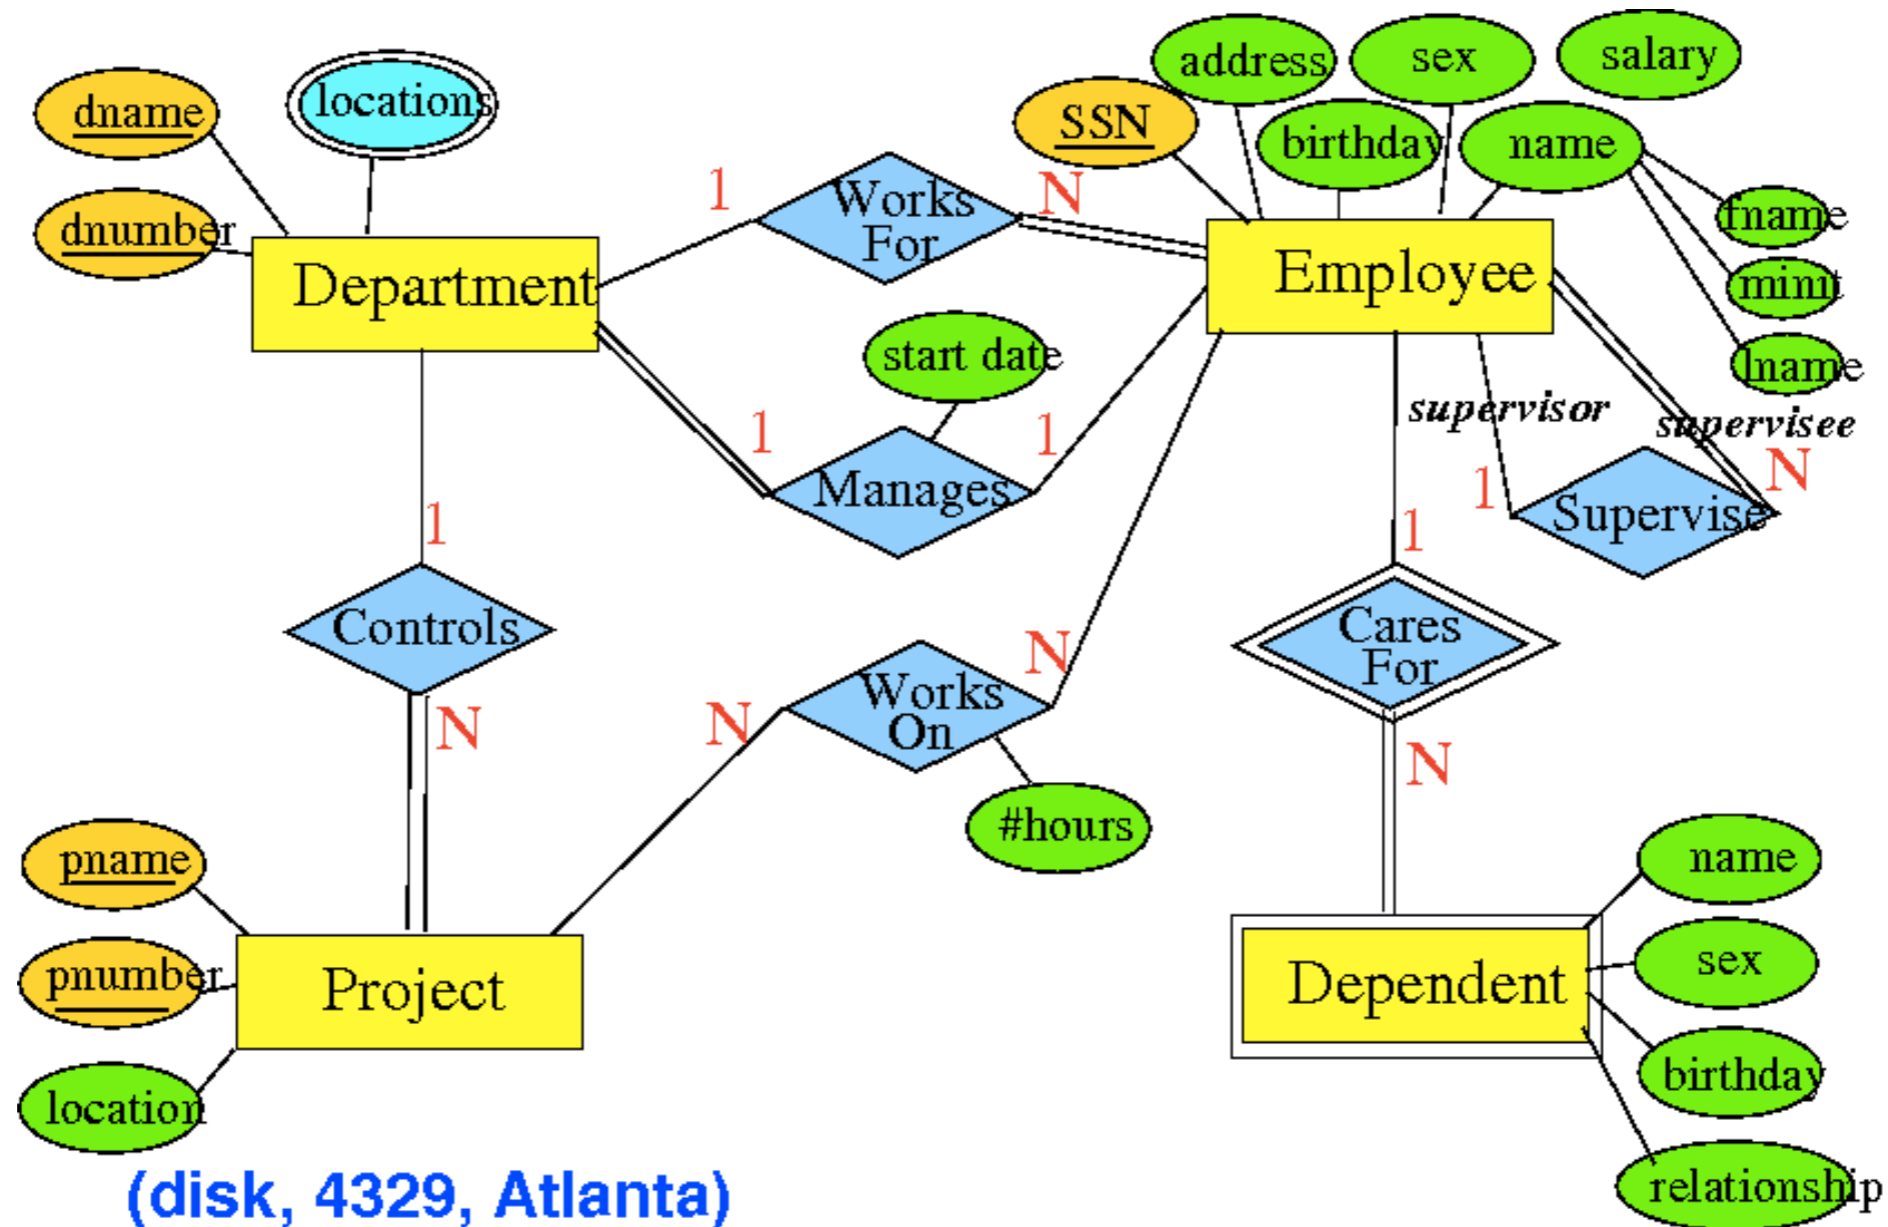 address
sex
salary
dname
locations
SSN
birthday
name
dnumber
1
Works
For
N
fname
minit
lname
Department
Employee
start date
supervisor
supervisee
1
Manages
1
1
Supervise
N
1
1
Controls
Cares
For
N
N
Works
On
N
N
#hours
pname
name
pnumber
Project
Dependent
sex
location
birthday
relationship
(disk, 4329, Atlanta)